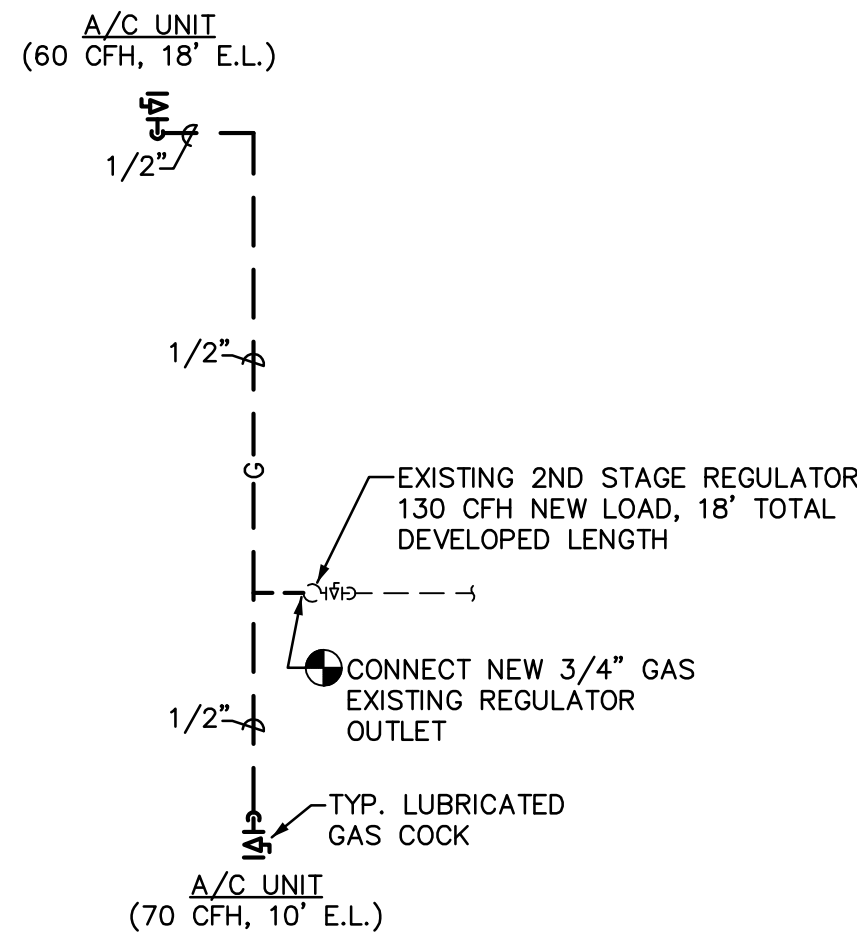 A/C UNIT
(60 CFH, 18' E.L.)
1/2"
1/2"
G
EXISTING 2ND STAGE REGULATOR
130 CFH NEW LOAD, 18' TOTAL
DEVELOPED LENGTH
CONNECT NEW 3/4" GAS
EXISTING REGULATOR
OUTLET
1/2"
TYP. LUBRICATED
GAS COCK
A/C UNIT
(70 CFH, 10' E.L.)